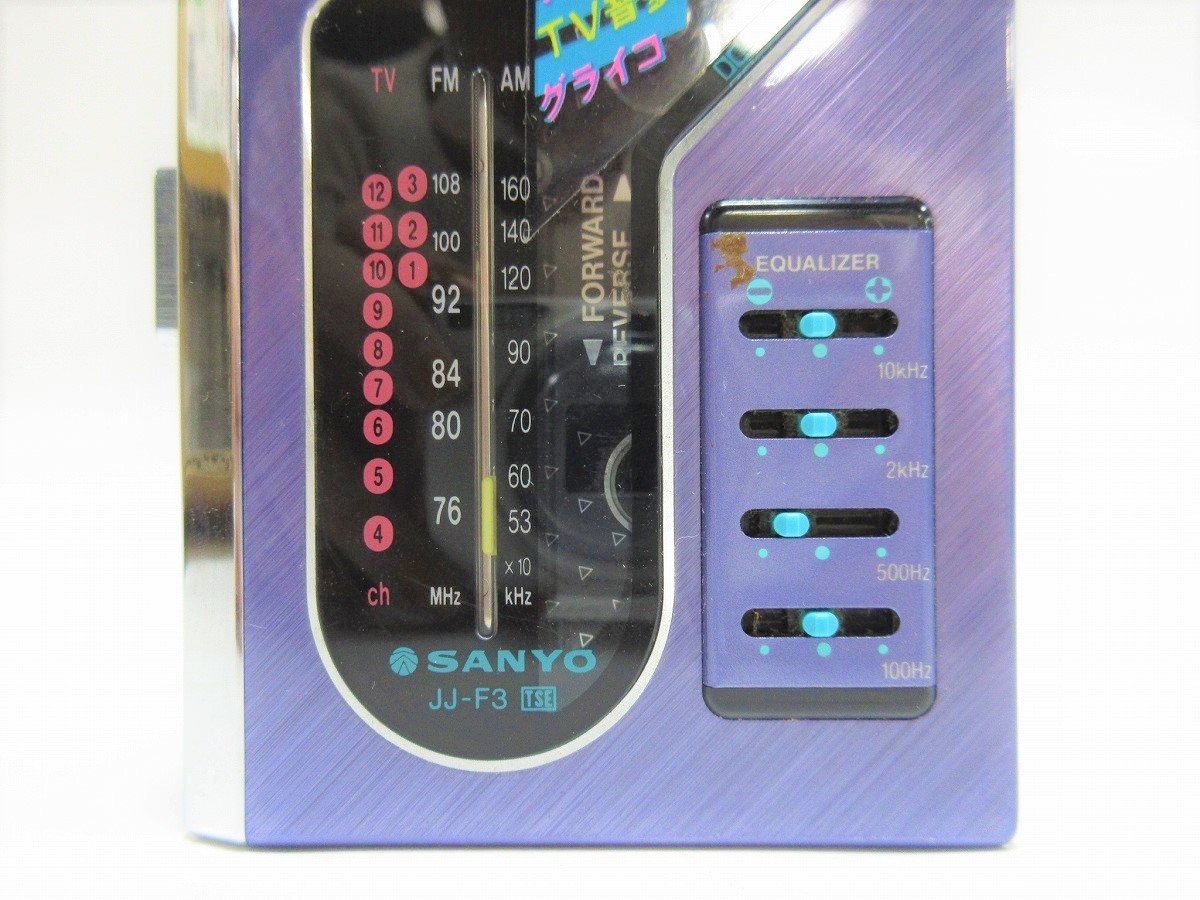 TV音
グライコ
DC
TV FM AM
12 3 108 160
11 2 100 140
10 1 120
9 92
8 90
7 84
6 80 70
5 60
4 76 53
×10
ch MHz kHz
FORWARD
REVERSE
SANYO
JJ-F3 TSE
EQUALIZER
− +
10kHz
2kHz
500Hz
100Hz